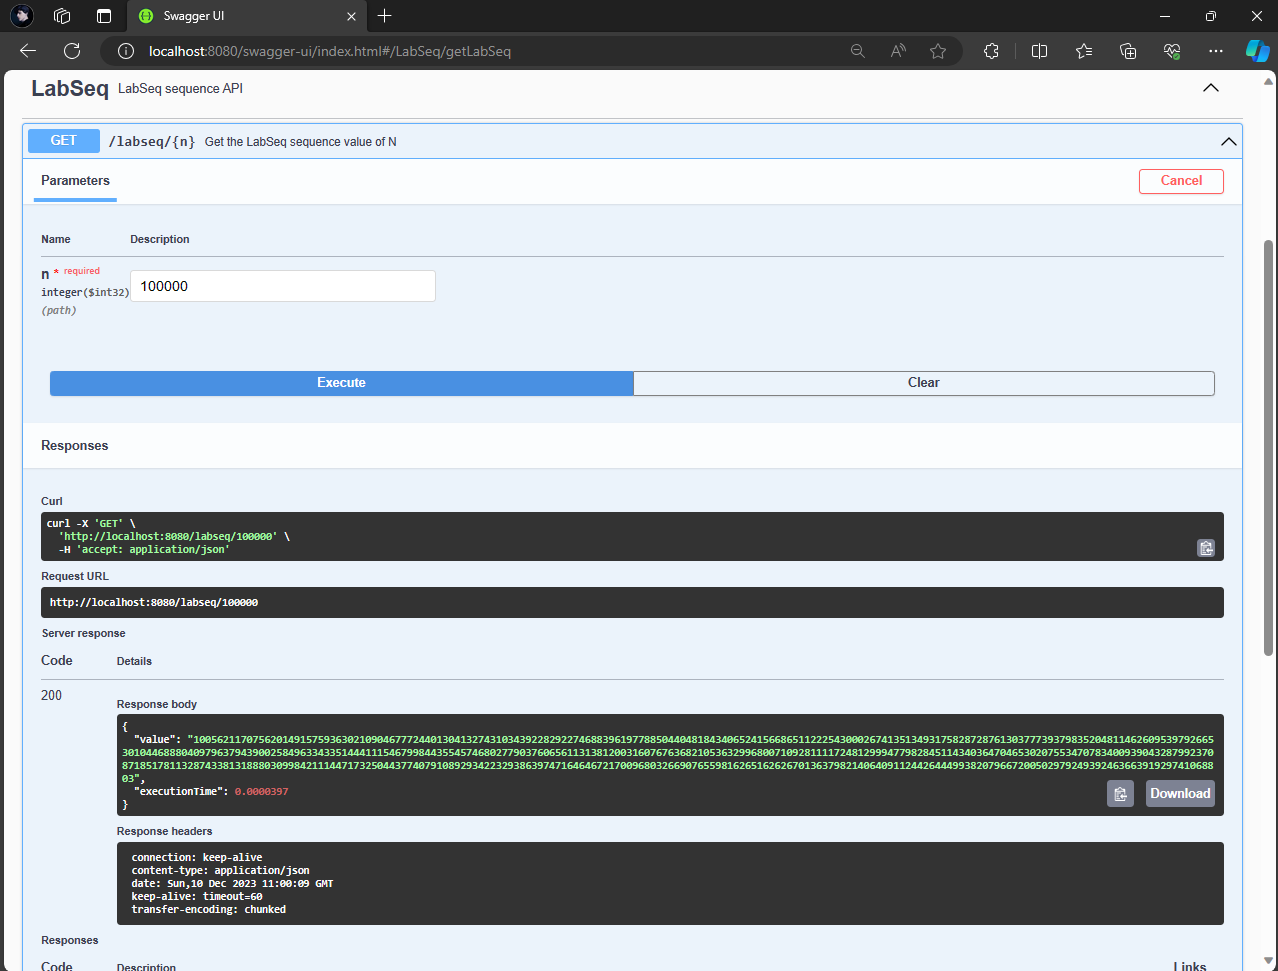 Swagger UI
localhost:8080/swagger-ui/index.html#/LabSeq/getLabSeq
LabSeq LabSeq sequence API
GET /labseq/{n} Get the LabSeq sequence value of N
Parameters Cancel
Name Description
n * required
integer($int32) 100000
(path)
Execute Clear
Responses
Curl
curl -X 'GET' \
'http://localhost:8080/labseq/100000' \
-H 'accept: application/json'
Request URL
http://localhost:8080/labseq/100000
Server response
Code Details
200
Response body
{
"value":
03",
"executionTime": 0.0000397
}
Download
Response headers
connection: keep-alive
content-type: application/json
date: Sun,10 Dec 2023 11:00:09 GMT
keep-alive: timeout=60
transfer-encoding: chunked
Responses
Code Description Links